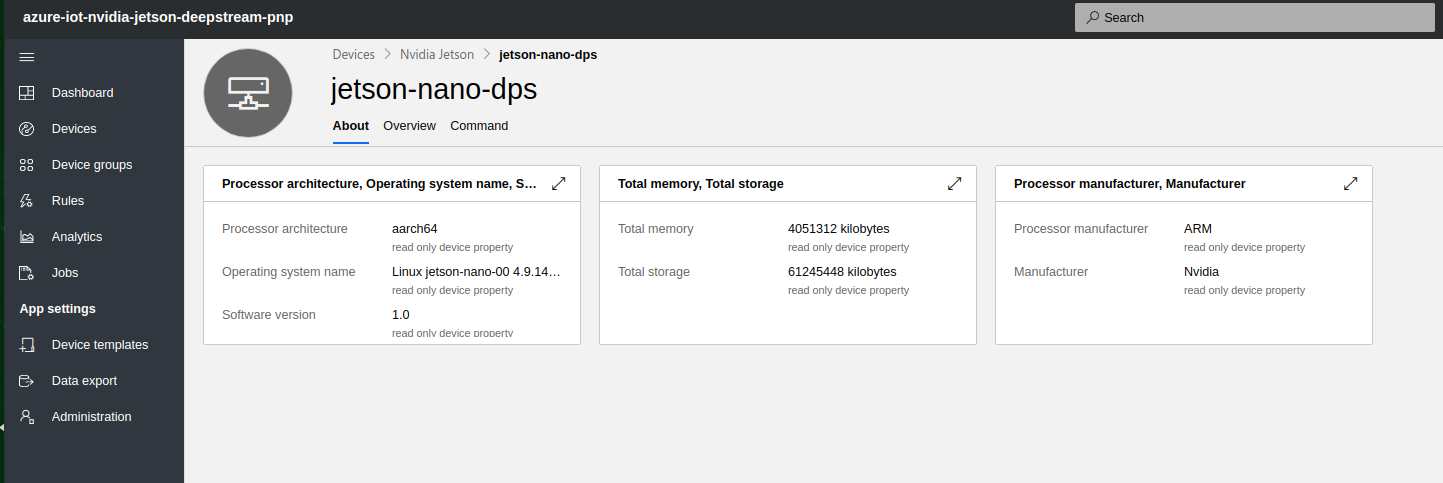 azure-iot-nvidia-jetson-deepstream-pnp
Search
Dashboard
Devices
Device groups
Rules
Analytics
Jobs
App settings
Device templates
Data export
Administration
Devices > Nvidia Jetson > jetson-nano-dps
jetson-nano-dps
About Overview Command
Processor architecture, Operating system name, S...
Processor architecture aarch64
read only device property
Operating system name Linux jetson-nano-00 4.9.14...
read only device property
Software version 1.0
read only device property
Total memory, Total storage
Total memory 4051312 kilobytes
read only device property
Total storage 61245448 kilobytes
read only device property
Processor manufacturer, Manufacturer
Processor manufacturer ARM
read only device property
Manufacturer Nvidia
read only device property